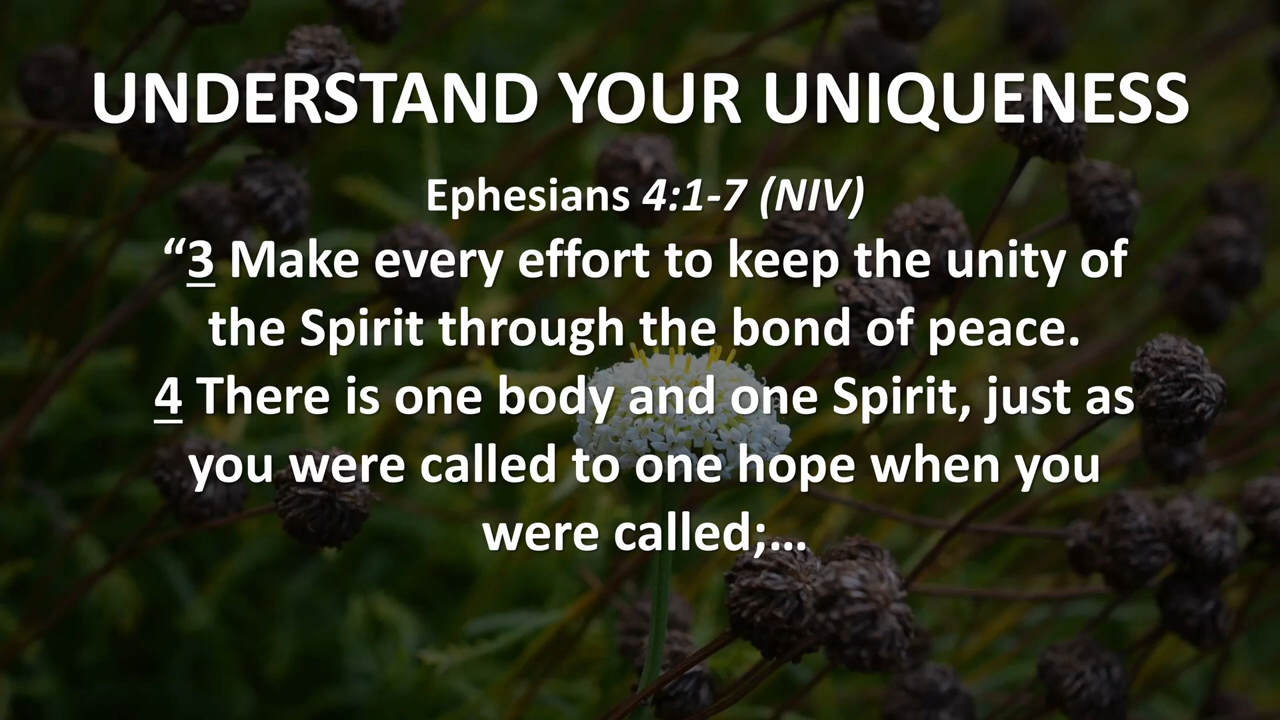 UNDERSTAND YOUR UNIQUENESS
Ephesians 4:1-7 (NIV)
“3 Make every effort to keep the unity of
the Spirit through the bond of peace.
4 There is one body and one Spirit, just as
you were called to one hope when you
were called;…